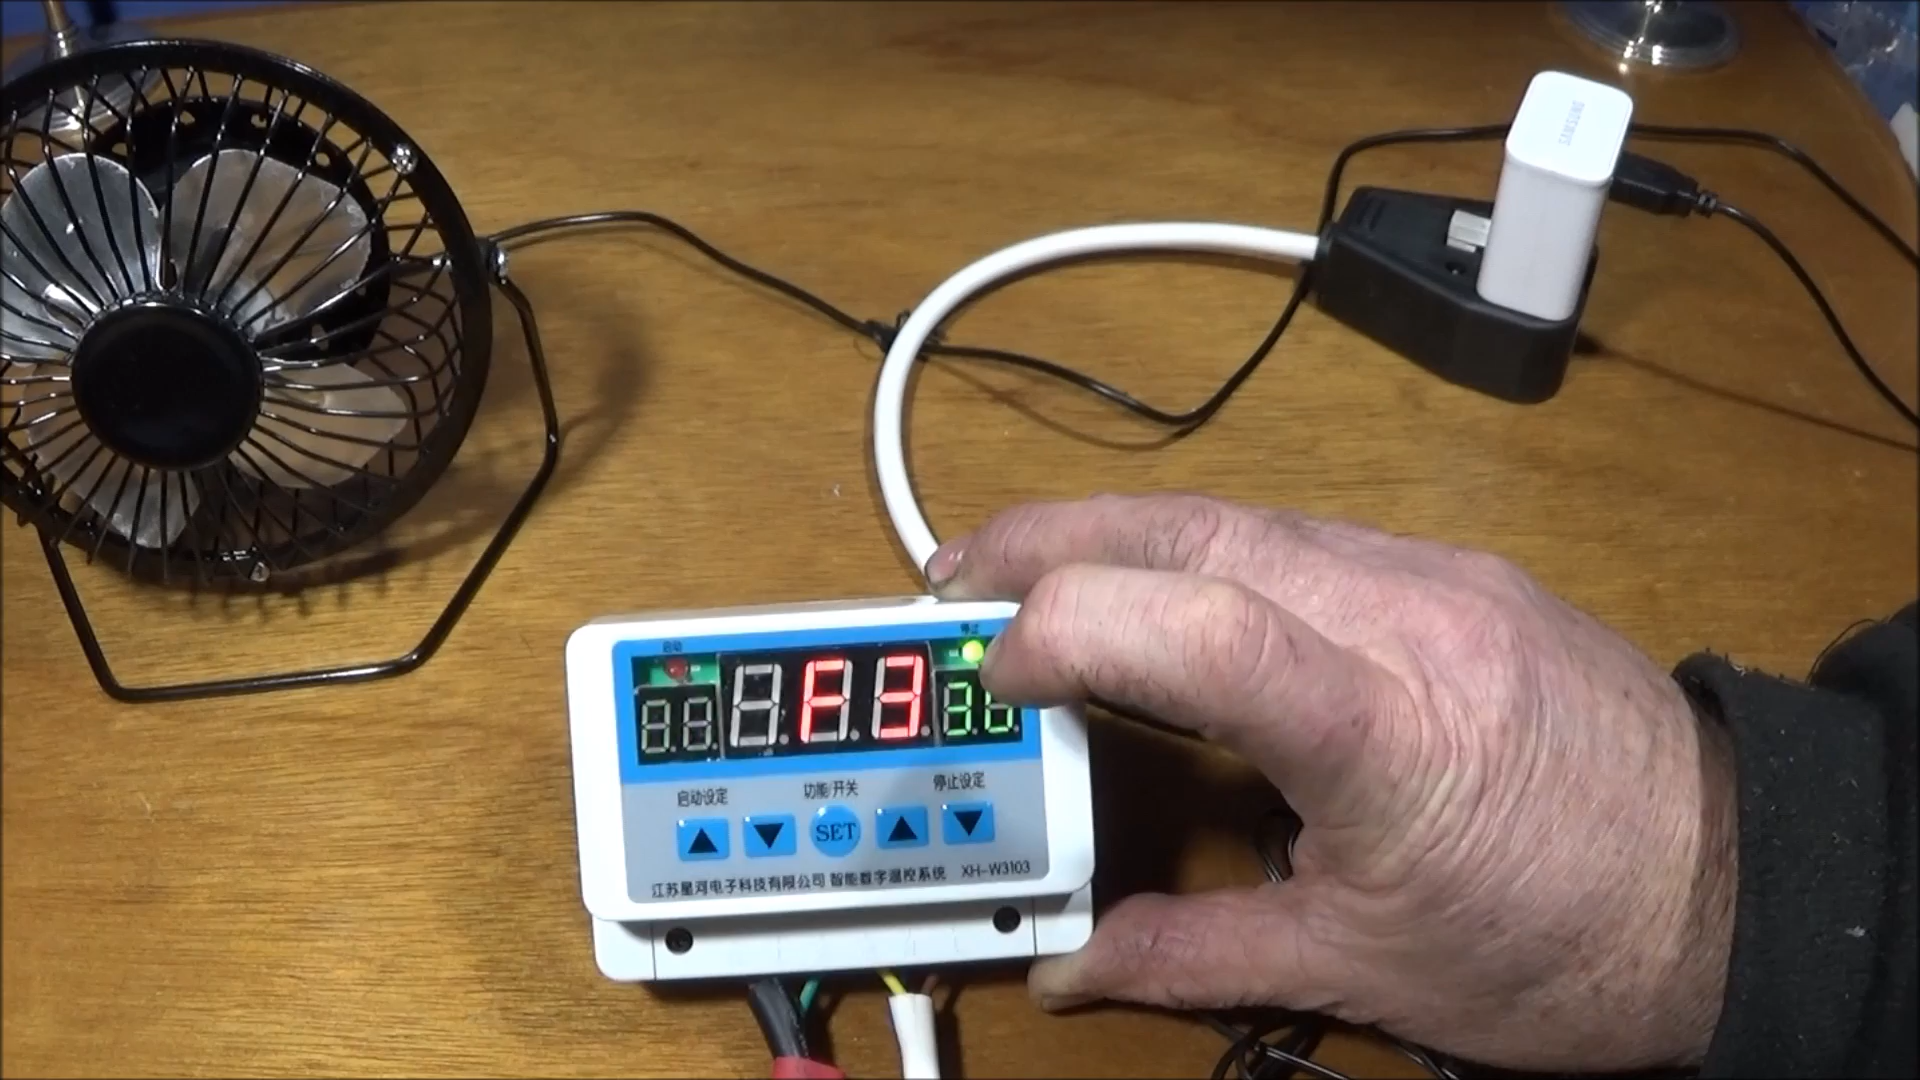 SAMSUNG
启动
停止
F3
36
启动设定
功能/开关
停止设定
SET
江苏星河电子科技有限公司 智能数字温控系统 XH-W3103